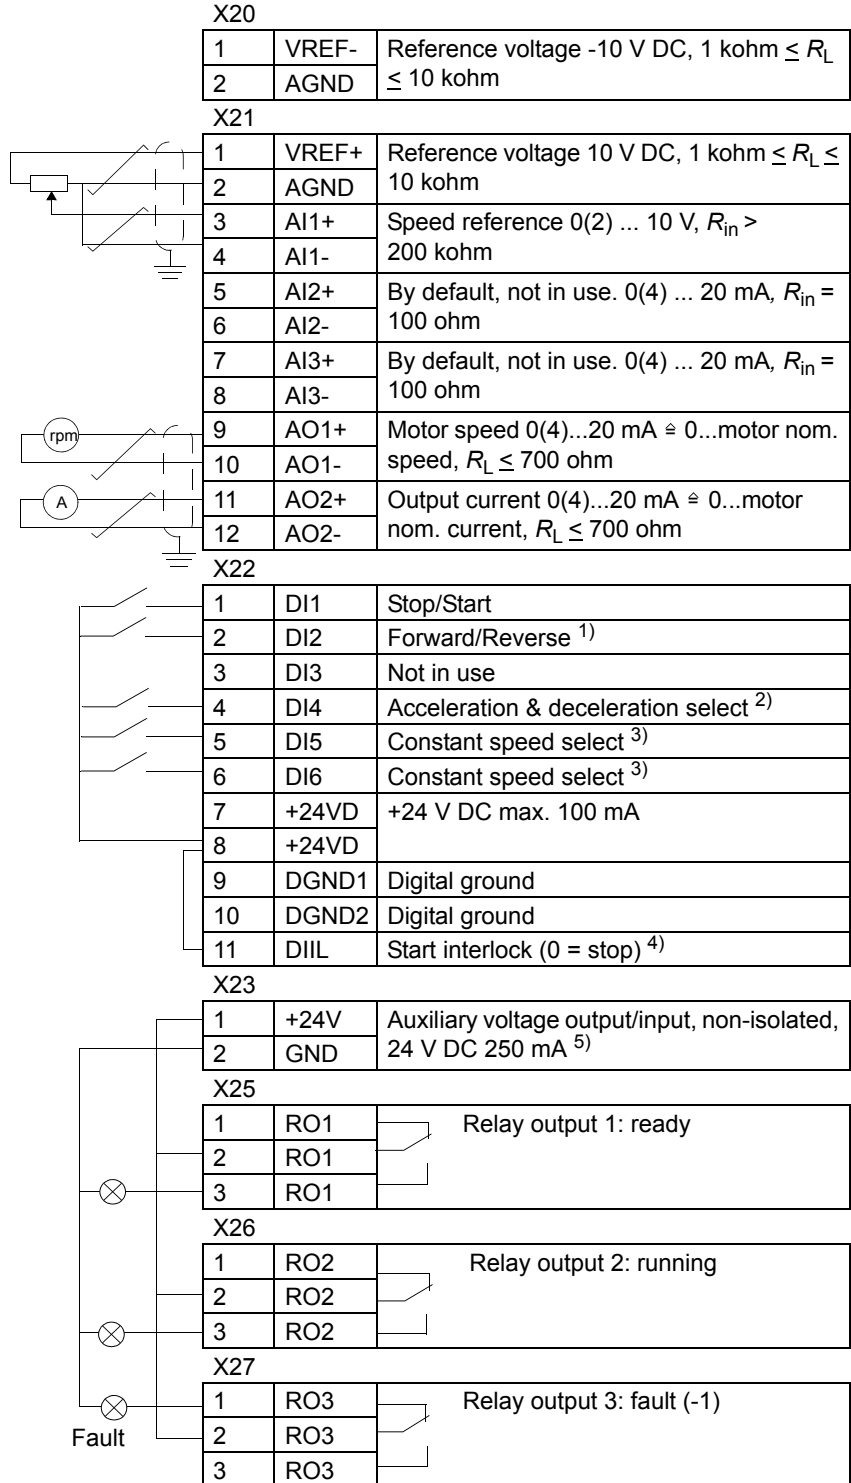 X20
1 VREF- Reference voltage -10 V DC, 1 kohm ≤ RL
2 AGND ≤ 10 kohm
X21
1 VREF+ Reference voltage 10 V DC, 1 kohm ≤ RL ≤
2 AGND 10 kohm
3 AI1+ Speed reference 0(2) ... 10 V, Rin >
4 AI1- 200 kohm
5 AI2+ By default, not in use. 0(4) ... 20 mA, Rin =
6 AI2- 100 ohm
7 AI3+ By default, not in use. 0(4) ... 20 mA, Rin =
8 AI3- 100 ohm
rpm 9 AO1+ Motor speed 0(4)...20 mA ≙ 0...motor nom.
10 AO1- speed, RL ≤ 700 ohm
A 11 AO2+ Output current 0(4)...20 mA ≙ 0...motor
12 AO2- nom. current, RL ≤ 700 ohm
X22
1 DI1 Stop/Start
2 DI2 Forward/Reverse 1)
3 DI3 Not in use
4 DI4 Acceleration & deceleration select 2)
5 DI5 Constant speed select 3)
6 DI6 Constant speed select 3)
7 +24VD +24 V DC max. 100 mA
8 +24VD
9 DGND1 Digital ground
10 DGND2 Digital ground
11 DIIL Start interlock (0 = stop) 4)
X23
1 +24V Auxiliary voltage output/input, non-isolated,
2 GND 24 V DC 250 mA 5)
X25
1 RO1 Relay output 1: ready
2 RO1
3 RO1
X26
1 RO2 Relay output 2: running
2 RO2
3 RO2
X27
1 RO3 Relay output 3: fault (-1)
Fault 2 RO3
3 RO3